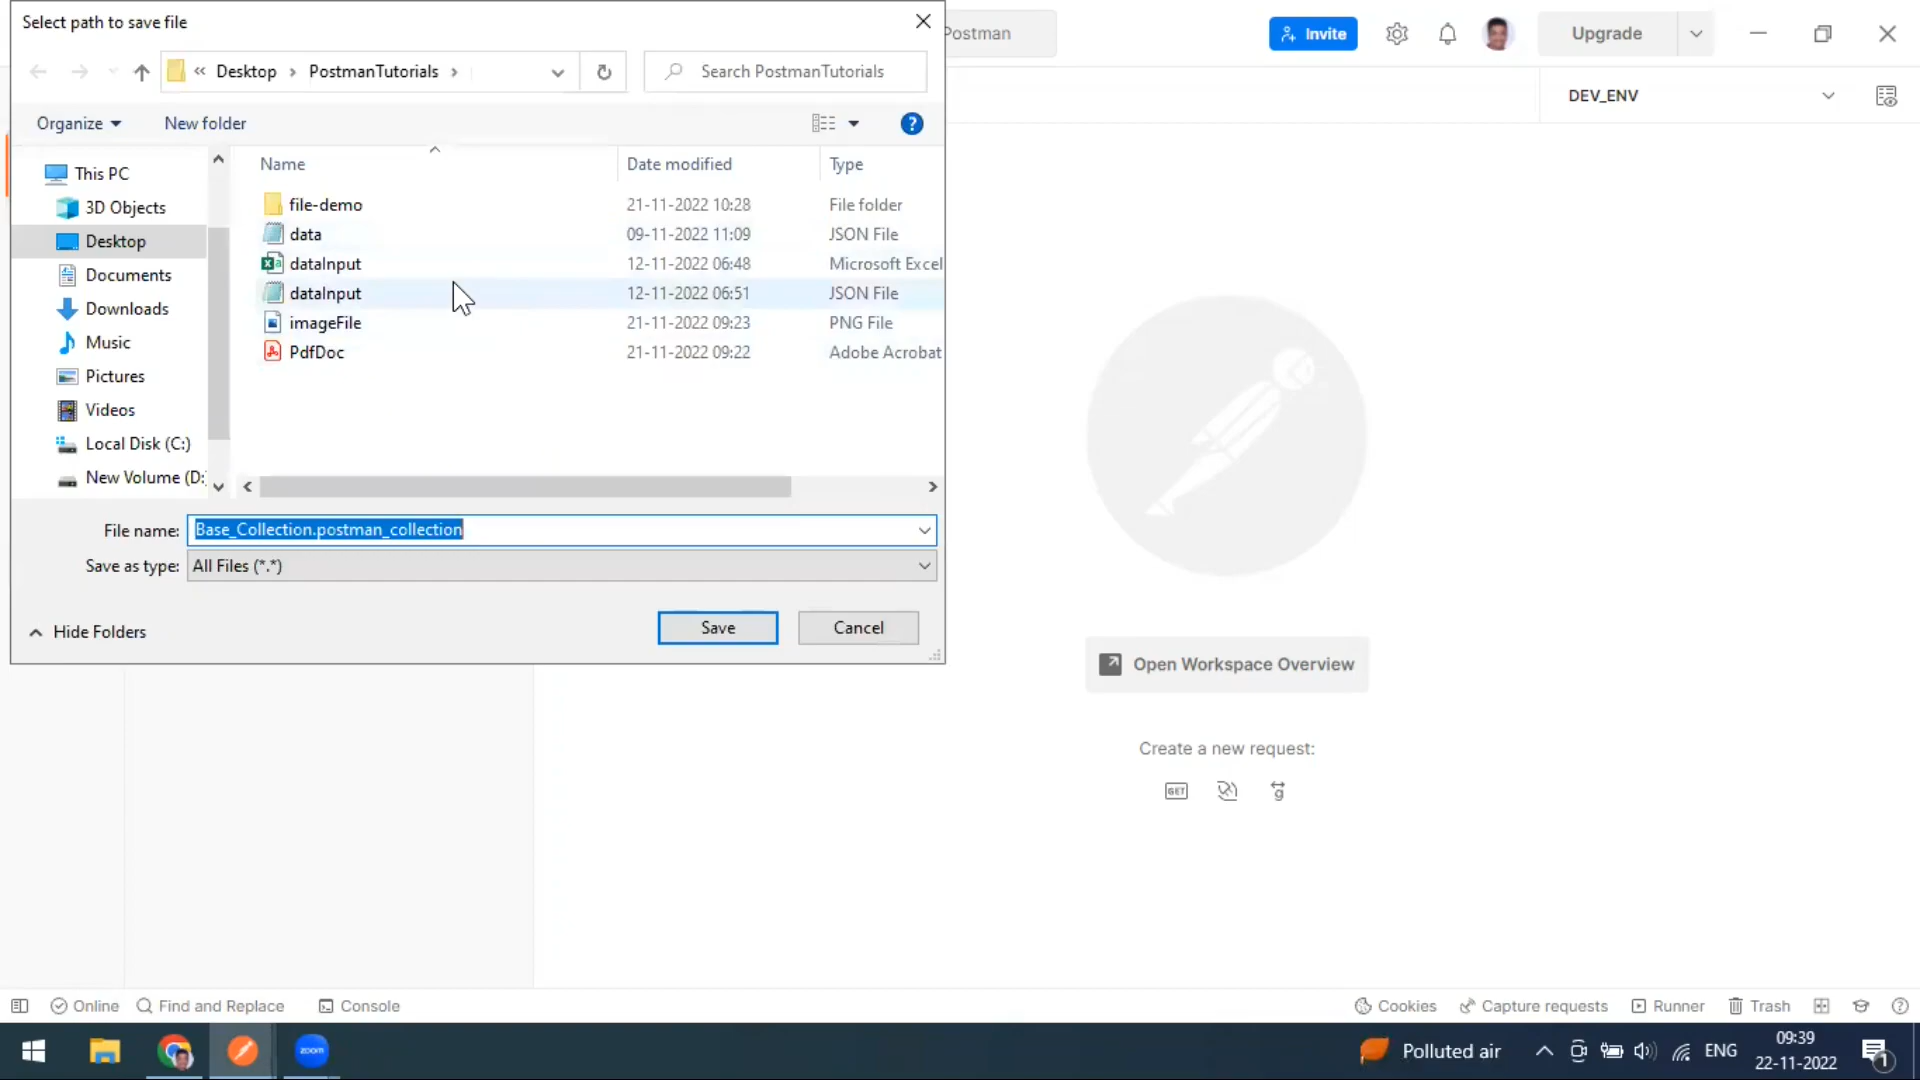 Select path to save file
Postman
Invite
Upgrade
« Desktop > PostmanTutorials >
Search PostmanTutorials
DEV_ENV
Organize
New folder
?
Name
Date modified
Type
This PC
3D Objects
Desktop
Documents
Downloads
Music
Pictures
Videos
Local Disk (C:)
New Volume (D:
file-demo 21-11-2022 10:28 File folder
data 09-11-2022 11:09 JSON File
dataInput 12-11-2022 06:48 Microsoft Excel
dataInput 12-11-2022 06:51 JSON File
imageFile 21-11-2022 09:23 PNG File
PdfDoc 21-11-2022 09:22 Adobe Acrobat
File name: Base_Collection.postman_collection
Save as type: All Files (*.*)
Hide Folders
Save
Cancel
Open Workspace Overview
Create a new request:
GET
g
Online
Find and Replace
Console
Cookies
Capture requests
Runner
Trash
zoom
Polluted air
ENG
09:39
22-11-2022
1